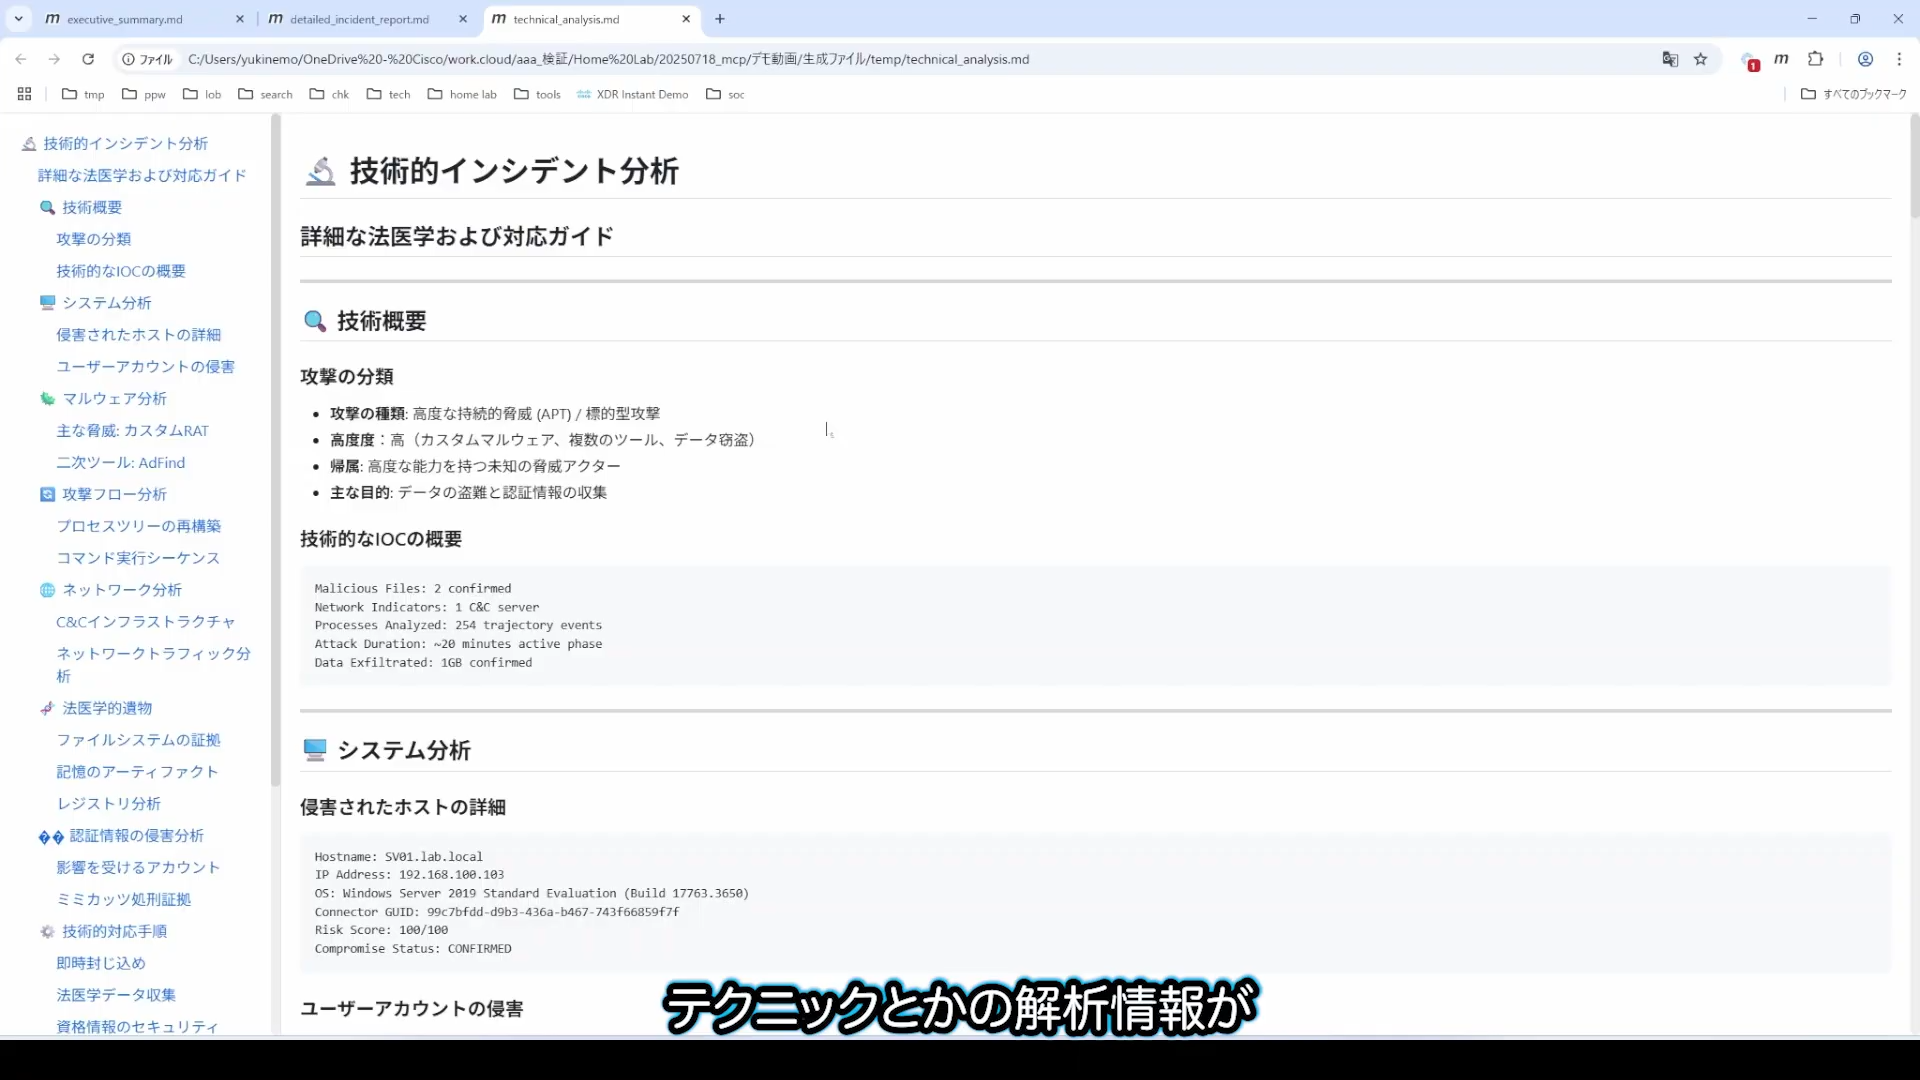 executive_summary.md
detailed_incident_report.md
technical_analysis.md
ファイル
C:/Users/yukinemo/OneDrive%20-%20Cisco/work.cloud/aaa_検証/Home%20Lab/20250718_mcp/デモ動画/生成ファイル/temp/technical_analysis.md
1
tmp
ppw
lob
search
chk
tech
home lab
tools
XDR Instant Demo
soc
すべてのブックマーク
技術的インシデント分析
詳細な法医学および対応ガイド
技術概要
攻撃の分類
技術的なIOCの概要
システム分析
侵害されたホストの詳細
ユーザーアカウントの侵害
マルウェア分析
主な脅威: カスタムRAT
二次ツール: AdFind
攻撃フロー分析
プロセスツリーの再構築
コマンド実行シーケンス
ネットワーク分析
C&Cインフラストラクチャ
ネットワークトラフィック分
析
法医学的遺物
ファイルシステムの証拠
記憶のアーティファクト
レジストリ分析
認証情報の侵害分析
影響を受けるアカウント
ミミカッツ処刑証拠
技術的対応手順
即時封じ込め
法医学データ収集
資格情報のセキュリティ
技術的インシデント分析
詳細な法医学および対応ガイド
技術概要
攻撃の分類
攻撃の種類: 高度な持続的脅威 (APT) / 標的型攻撃
高度度：高（カスタムマルウェア、複数のツール、データ窃盗）
帰属: 高度な能力を持つ未知の脅威アクター
主な目的: データの盗難と認証情報の収集
技術的なIOCの概要
Malicious Files: 2 confirmed
Network Indicators: 1 C&C server
Processes Analyzed: 254 trajectory events
Attack Duration: ~20 minutes active phase
Data Exfiltrated: 1GB confirmed
システム分析
侵害されたホストの詳細
Hostname: SV01.lab.local
IP Address: 192.168.100.103
OS: Windows Server 2019 Standard Evaluation (Build 17763.3650)
Connector GUID: 99c7bfdd-d9b3-436a-b467-743f66859f7f
Risk Score: 100/100
Compromise Status: CONFIRMED
ユーザーアカウントの侵害
テクニックとかの解析情報が